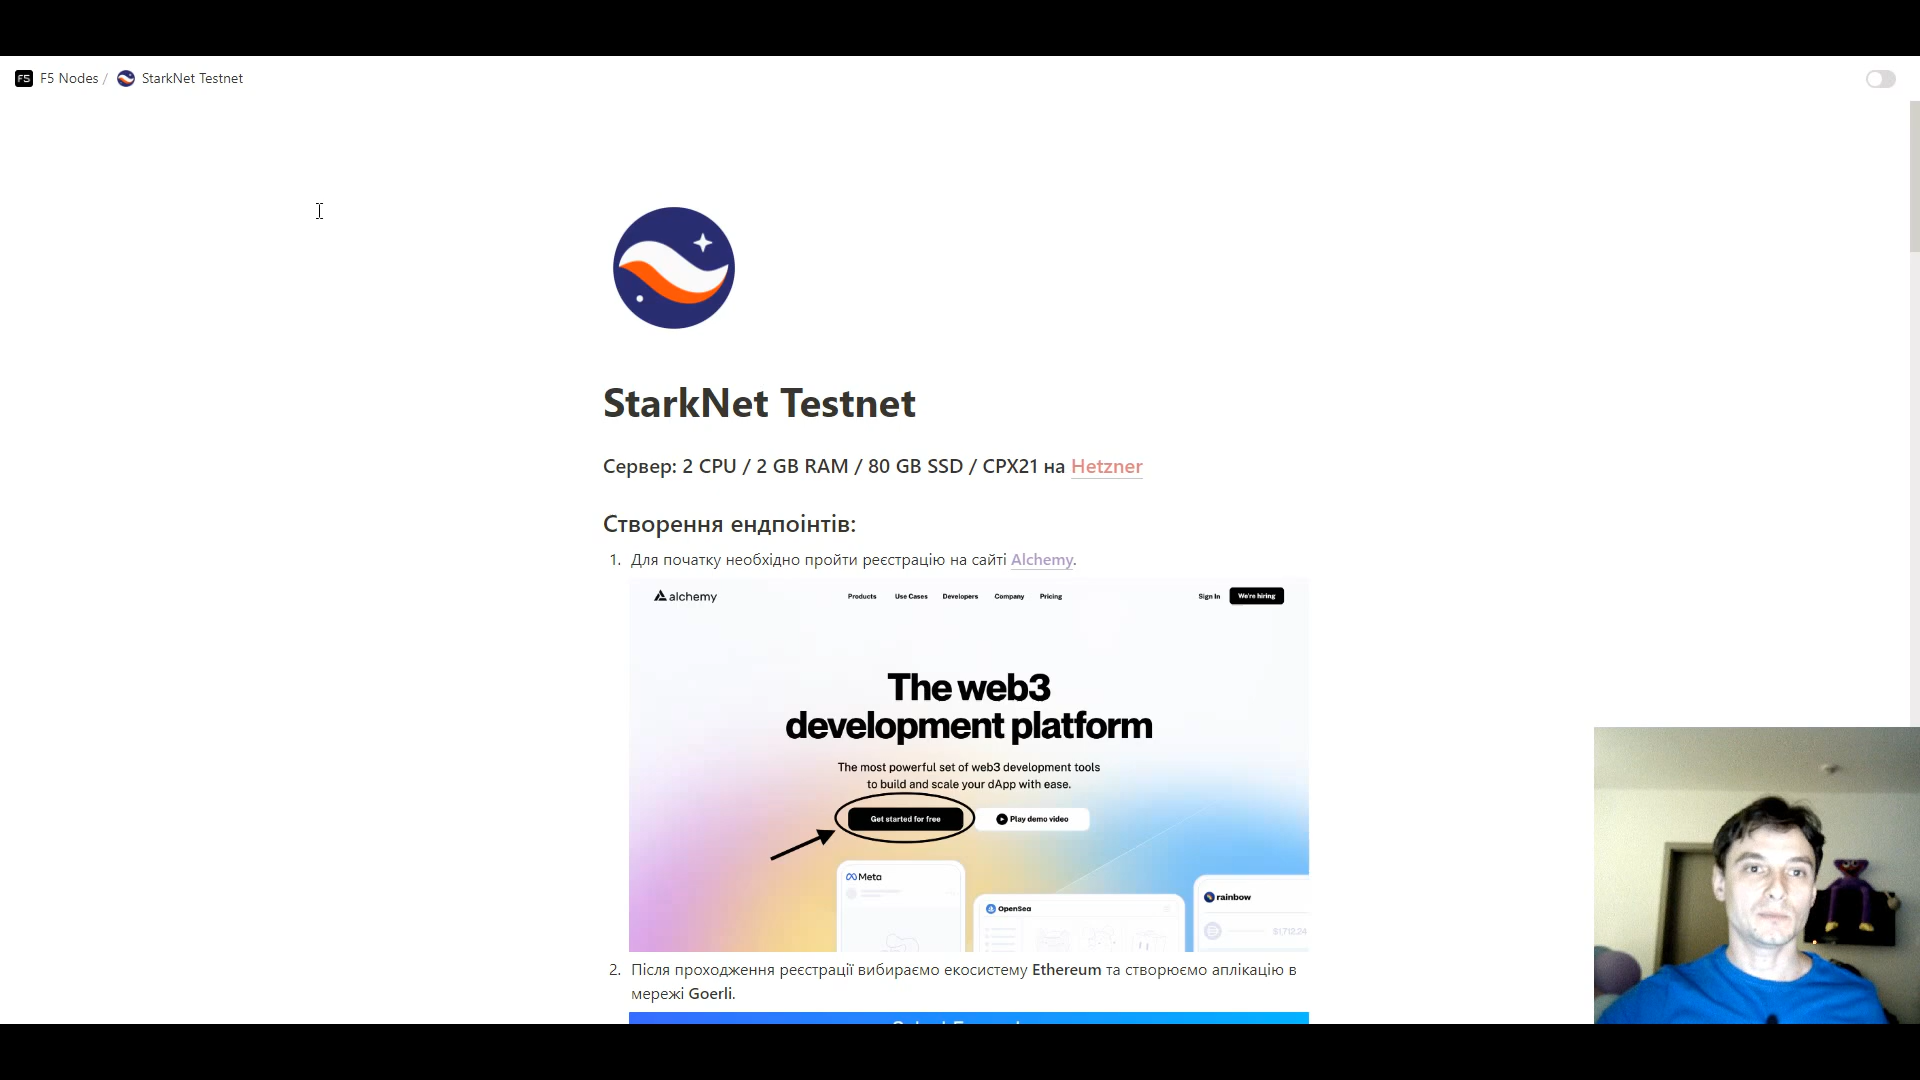 F5 F5 Nodes / StarkNet Testnet
StarkNet Testnet
Сервер: 2 CPU / 2 GB RAM / 80 GB SSD / CPX21 на Hetzner
Створення ендпоінтів:
1. Для початку необхідно пройти реєстрацію на сайті Alchemy.
alchemy Products Use Cases Developers Company Pricing Sign In We're hiring
The web3
development platform
The most powerful set of web3 development tools
to build and scale your dApp with ease.
Get started for free Play demo video
Meta
OpenSea
rainbow
$1,712.24
2. Після проходження реєстрації вибираємо екосистему Ethereum та створюємо аплікацію в
мережі Goerli.